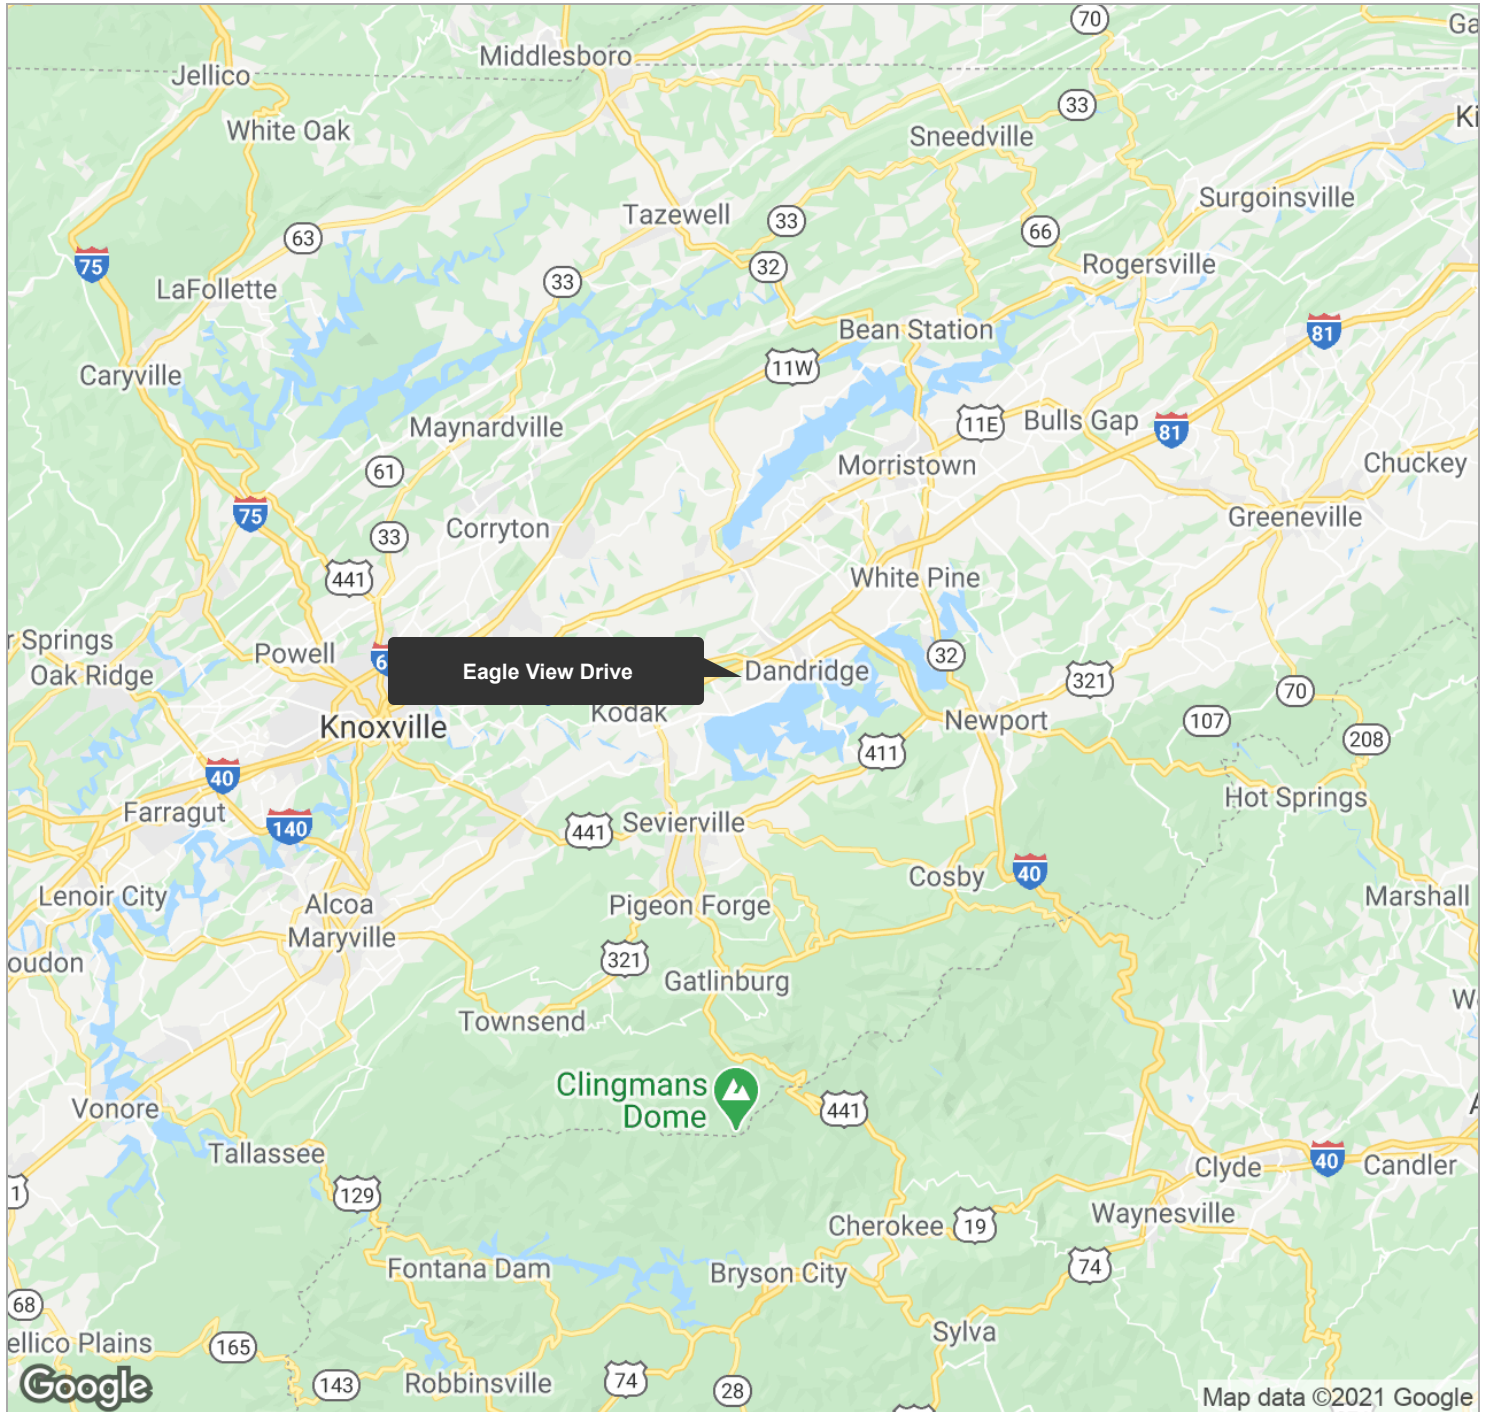 70
Ga
Middlesboro
Jellico
33
Ki
White Oak
Sneedville
Surgoinsville
Tazewell
33
63
66
75
32
Rogersville
33
LaFollette
Bean Station
81
11W
Caryville
11E
Bulls Gap
81
Maynardville
Morristown
Chuckey
61
75
Corryton
Greeneville
33
441
White Pine
r Springs
Powell
6
32
Oak Ridge
Eagle View Drive
Dandridge
321
70
Kodak
Newport
107
Knoxville
411
208
40
Hot Springs
Farragut
140
441
Sevierville
Cosby
40
Lenoir City
Alcoa
Pigeon Forge
Marshall
Maryville
oudon
321
Gatlinburg
W
Townsend
Clingmans
Dome
441
Vonore
A
Tallassee
Clyde
40
Candler
1
129
Cherokee
19
Waynesville
Fontana Dam
Bryson City
74
68
Sylva
ellico Plains
165
143
Robbinsville
74
28
Google
Map data ©2021 Google